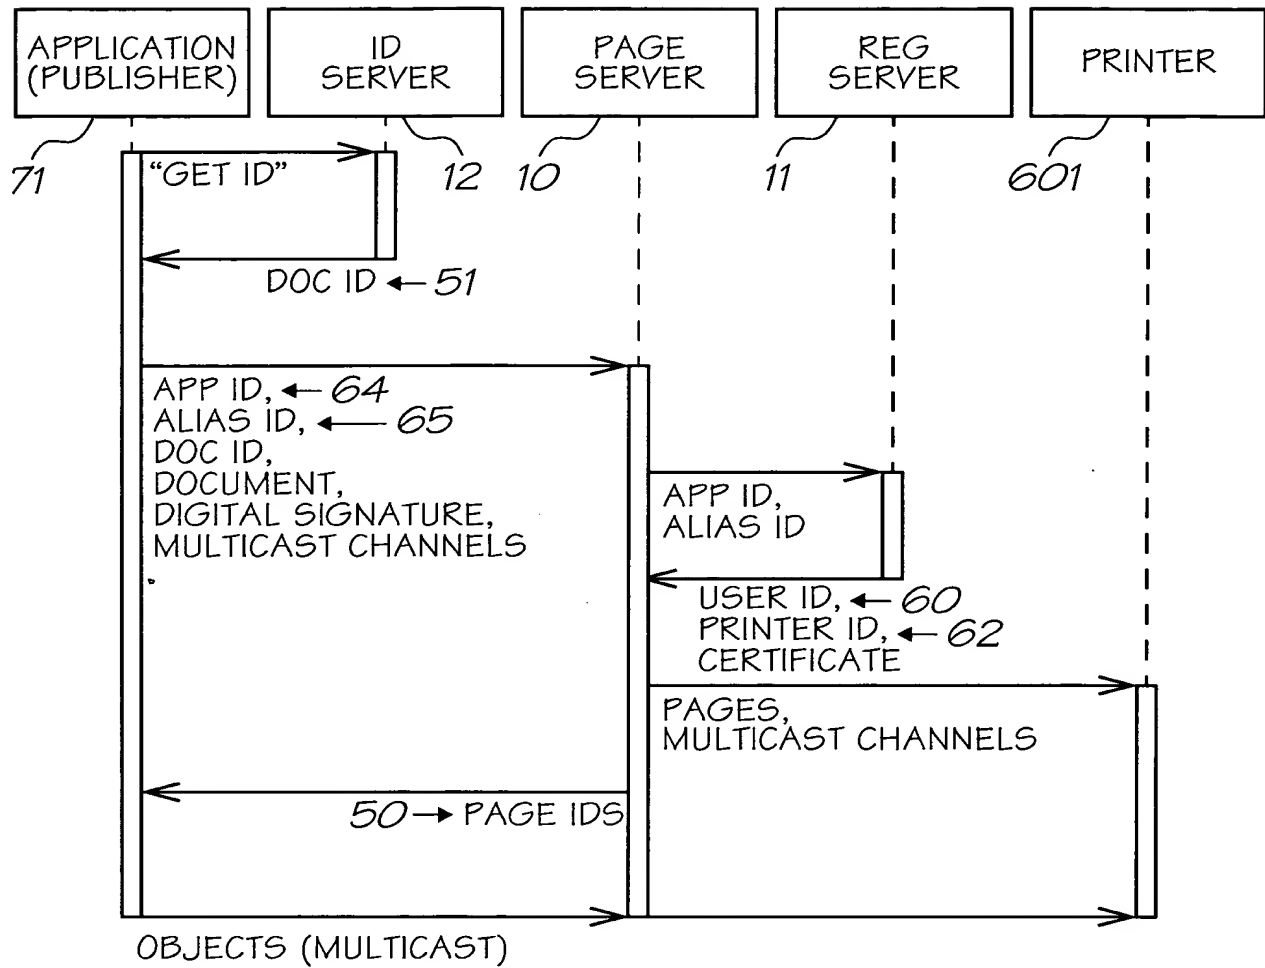 APPLICATION
(PUBLISHER)
ID
SERVER
PAGE
SERVER
REG
SERVER
PRINTER
71
12
10
11
601
“GET ID”
DOC ID 51
APP ID, 64
ALIAS ID, 65
DOC ID,
DOCUMENT,
DIGITAL SIGNATURE,
MULTICAST CHANNELS
APP ID,
ALIAS ID
USER ID, 60
PRINTER ID, 62
CERTIFICATE
PAGES,
MULTICAST CHANNELS
50 PAGE IDS
OBJECTS (MULTICAST)